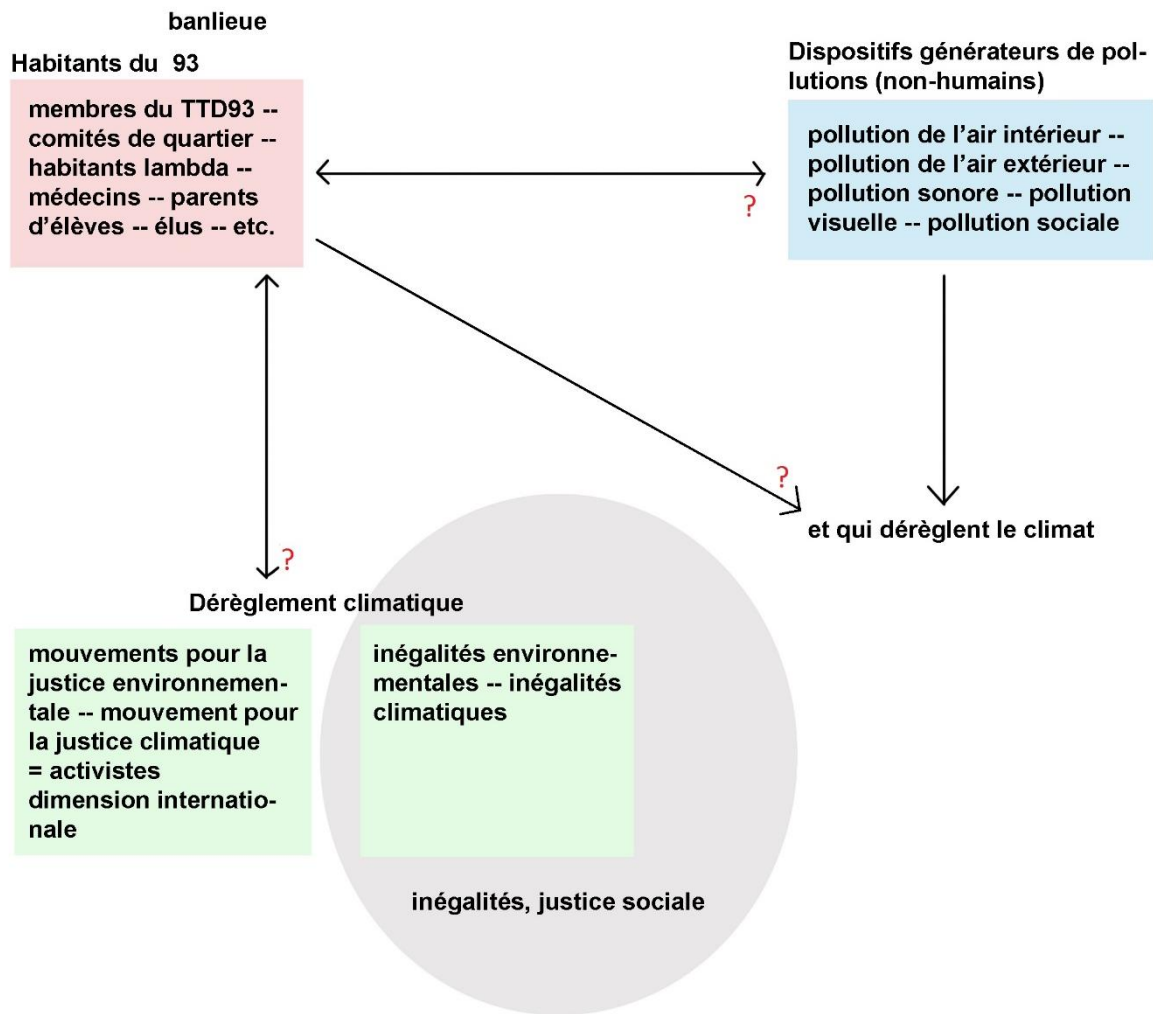 banlieue
Habitants du 93
membres du TTD93 --
comités de quartier --
habitants lambda --
médecins -- parents
d’élèves -- élus -- etc.
Dispositifs générateurs de pol-
lutions (non-humains)
pollution de l’air intérieur --
pollution de l’air extérieur --
pollution sonore -- pollution
visuelle -- pollution sociale
?
?
et qui dérèglent le climat
?
Dérèglement climatique
mouvements pour la
justice environnemen-
tale -- mouvement pour
la justice climatique
= activistes
dimension internatio-
nale
inégalités environne-
mentales -- inégalités
climatiques
inégalités, justice sociale